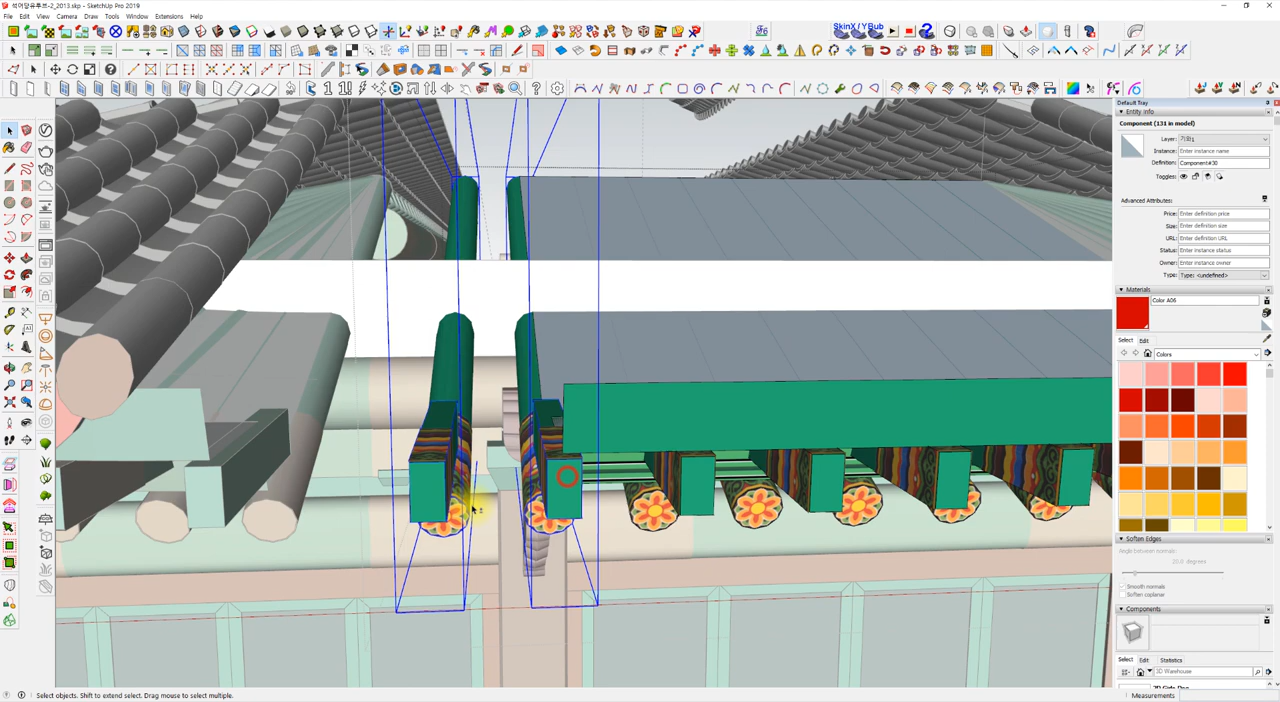 석어당유투브-2_2013.skp - SketchUp Pro 2019
File Edit View Camera Draw Tools Window Extensions Help
SkinX / YBub
Default Tray
Entity Info
Component (131 in model)
Layer:
Instance: Enter instance name
Definition: Component#30
Toggles:
Advanced Attributes:
Price: Enter definition price
Size: Enter definition size
URL: Enter definition URL
Status: Enter instance status
Owner: Enter instance owner
Type: Type: <undefined>
Materials
Color A06
Select Edit
Colors
Soften Edges
Angle between normals:
20.0 degrees
Smooth normals
Soften coplanar
Components
Select Edit Statistics
3D Warehouse
Select objects. Shift to extend select. Drag mouse to select multiple.
Measurements